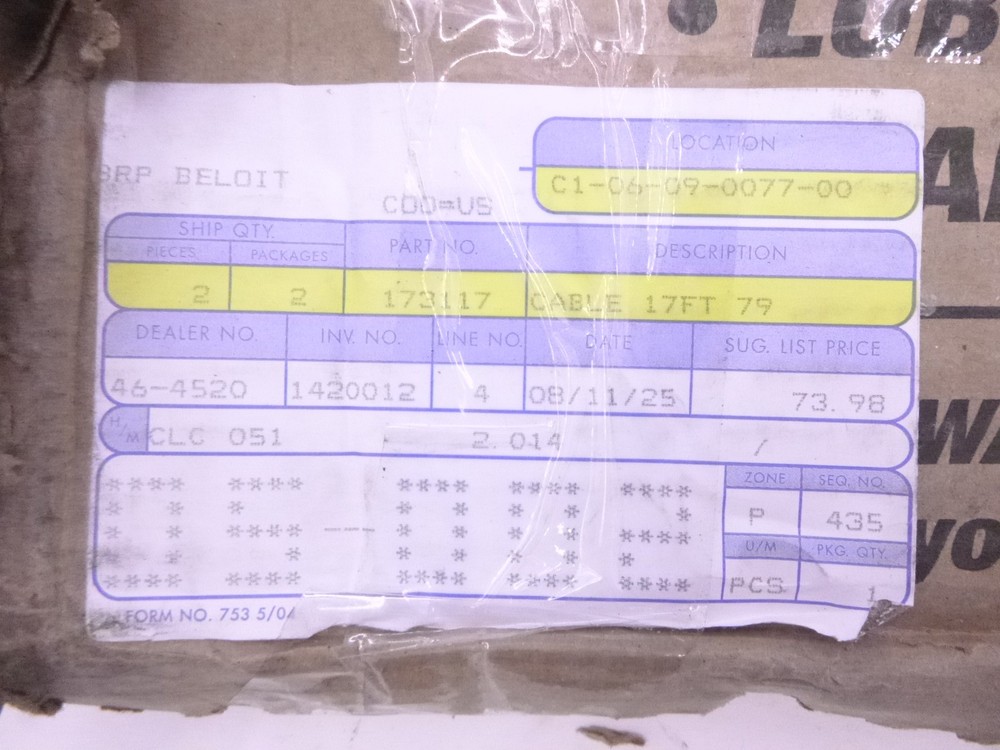 LUB
LOCATION
BRP BELOIT
C1-06-09-0077-00
COO=US
SHIP QTY.
PIECES PACKAGES PART NO. DESCRIPTION
2 2 173117 CABLE 17FT 79
DEALER NO. INV. NO. LINE NO. DATE SUG. LIST PRICE
46-4520 1420012 4 08/11/25 73.98
H/M CLC 051 2.014 /
ZONE SEQ. NO.
P 435
U/M PKG. QTY.
PCS 1
FORM NO. 753 5/04